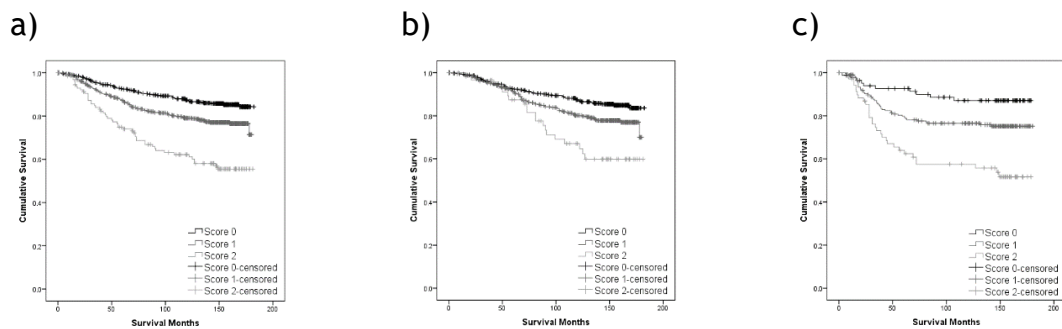 a)
1.0
0.8
0.6
0.4
0.2
0.0
Cumulative Survival
0
50
100
150
200
Survival Months
Score 0
Score 1
Score 2
Score 0-censored
Score 1-censored
Score 2-censored
b)
1.0
0.8
0.6
0.4
0.2
0.0
Cumulative Survival
0
50
100
150
200
Survival Months
Score 0
Score 1
Score 2
Score 0-censored
Score 1-censored
Score 2-censored
c)
1.0
0.8
0.6
0.4
0.2
0.0
Cumulative Survival
0
50
100
150
200
Survival Months
Score 0
Score 1
Score 2
Score 0-censored
Score 1-censored
Score 2-censored